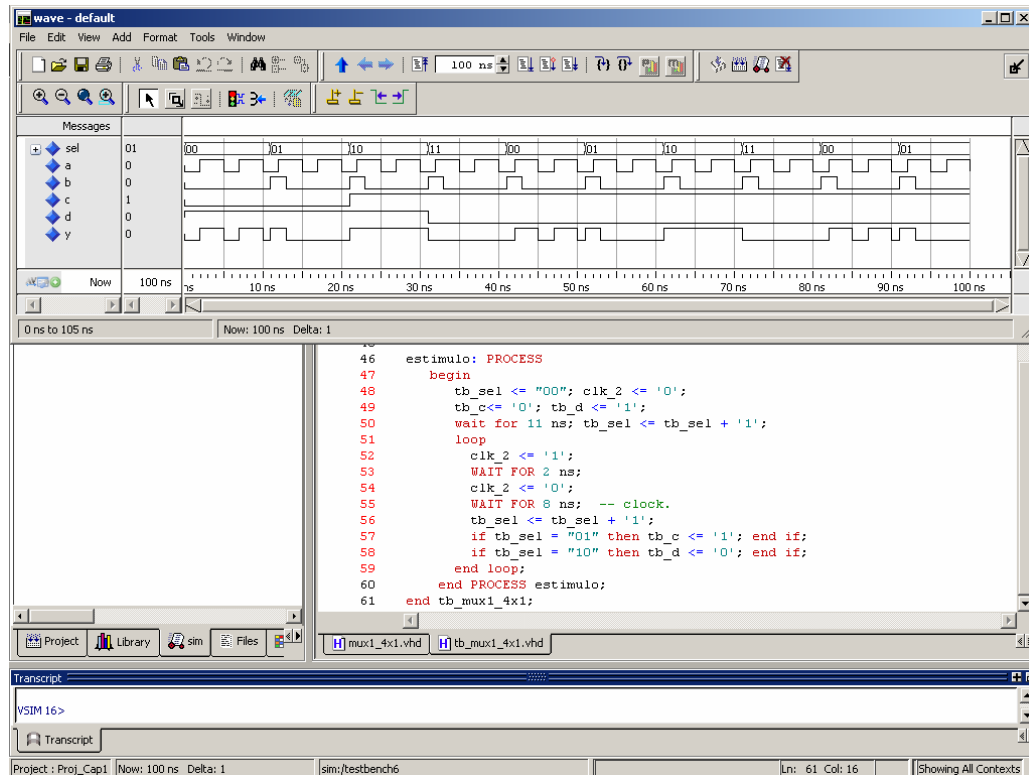 wave - default
File Edit View Add Format Tools Window
100 ns
Messages
sel 01 00 01 10 11 00 01 10 11 00 01
a 0
b 0
c 1
d 0
y 0
Now 100 ns ns 10 ns 20 ns 30 ns 40 ns 50 ns 60 ns 70 ns 80 ns 90 ns 100 ns
0 ns to 105 ns Now: 100 ns Delta: 1
46 estimulo: PROCESS
47 begin
48 tb_sel <= "00"; clk_2 <= '0';
49 tb_c<= '0'; tb_d <= '1';
50 wait for 11 ns; tb_sel <= tb_sel + '1';
51 loop
52 clk_2 <= '1';
53 WAIT FOR 2 ns;
54 clk_2 <= '0';
55 WAIT FOR 8 ns; -- clock.
56 tb_sel <= tb_sel + '1';
57 if tb_sel = "01" then tb_c <= '1'; end if;
58 if tb_sel = "10" then tb_d <= '0'; end if;
59 end loop;
60 end PROCESS estimulo;
61 end tb_mux1_4x1;
Project Library sim Files
mux1_4x1.vhd tb_mux1_4x1.vhd
Transcript
VSIM 16>
Transcript
Project : Proj_Cap1 Now: 100 ns Delta: 1 sim:/testbench6 Ln: 61 Col: 16 Showing All Contexts